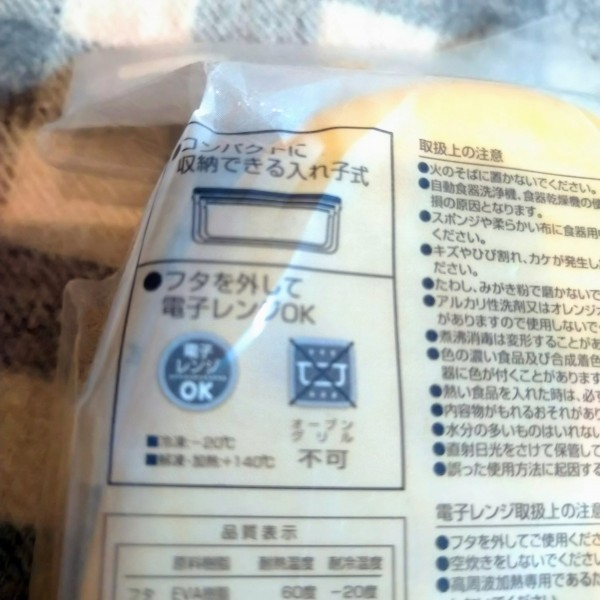 コンパクトに
収納できる入れ子式
●フタを外して
電子レンジOK
電子
レンジ
OK
オーブン
グリル
不可
■冷凍-20℃
■解凍・加熱+140℃
品質表示
原料樹脂 耐熱温度 耐冷温度
フタ EVA樹脂 60度 -20度
取扱上の注意
●火のそばに置かないでください。
●自動食器洗浄機、食器乾燥機の使
損の原因となります。
●スポンジや柔らかい布に食器用
ください。
●キズやひび割れ、カケが発生し
ださい。
●たわし、みがき粉で磨かないで
●アルカリ性洗剤又はオレンジ
がありますので使用しないで
●煮沸消毒は変形することがあ
●色の濃い食品及び合成着色
器に色が付くことがあります
●熱い食品を入れた時は、必
●内容物がもれるおそれがあり
●水分の多いものはいれない
●直射日光をさけて保管して
●誤った使用方法に起因する
電子レンジ取扱上の注意
●フタを外してご使用くださ
●空炊きをしないでください
●高周波加熱専用であるた